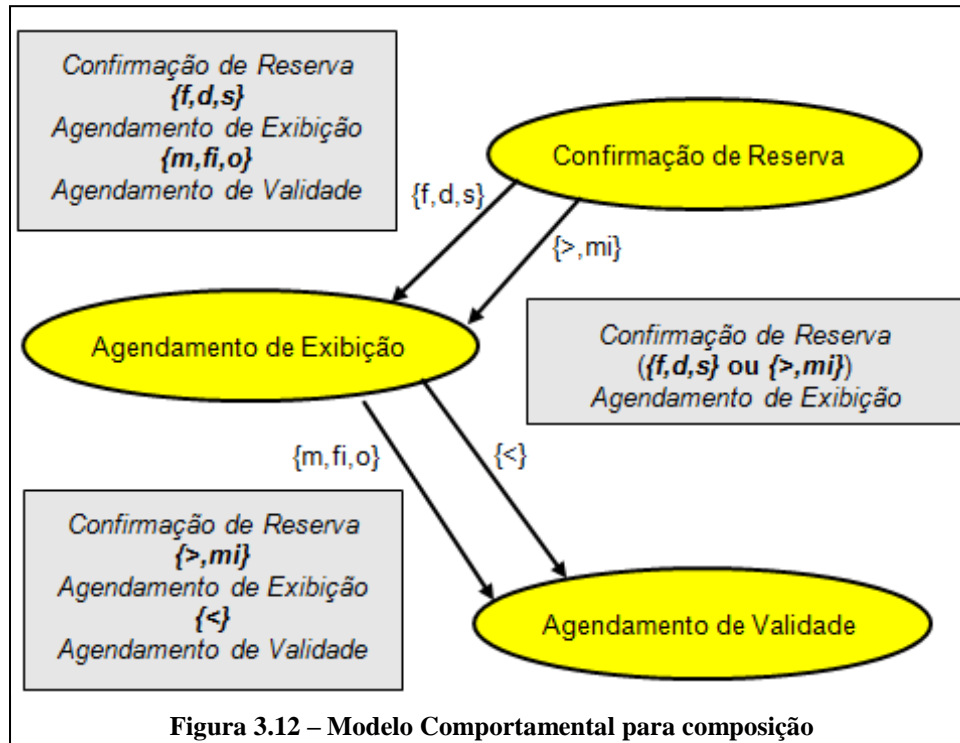 Confirmação de Reserva
{f,d,s}
Agendamento de Exibição
{m,fi,o}
Agendamento de Validade
Confirmação de Reserva
{f,d,s}
{>,mi}
Agendamento de Exibição
Confirmação de Reserva
({f,d,s} ou {>,mi})
Agendamento de Exibição
{m,fi,o}
{<}
Confirmação de Reserva
{>,mi}
Agendamento de Exibição
{<}
Agendamento de Validade
Agendamento de Validade
Figura 3.12 – Modelo Comportamental para composição